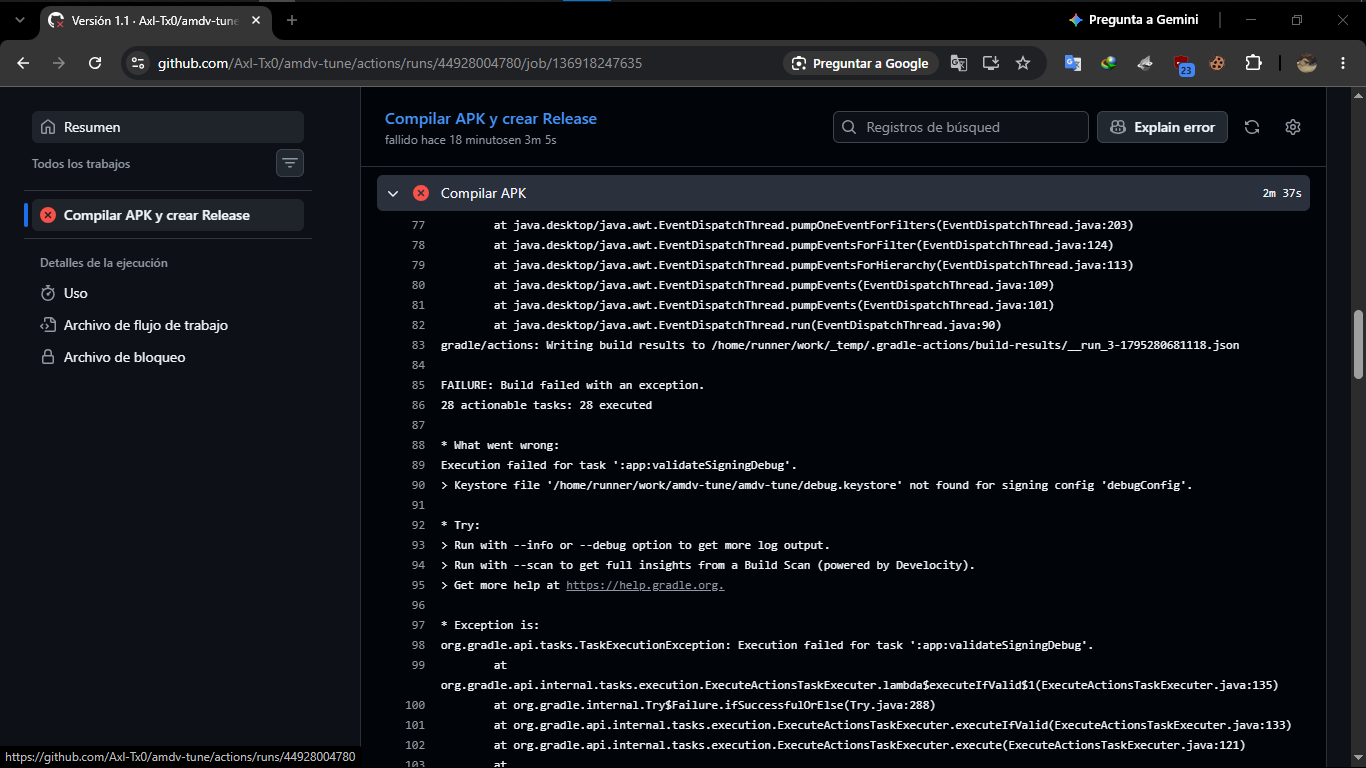 Versión 1.1 · Axl-Tx0/amdv-tune
Pregunta a Gemini
github.com/Axl-Tx0/amdv-tune/actions/runs/44928004780/job/136918247635
Preguntar a Google
23
Resumen
Todos los trabajos
Compilar APK y crear Release
Detalles de la ejecución
Uso
Archivo de flujo de trabajo
Archivo de bloqueo
Compilar APK y crear Release
fallido hace 18 minutosen 3m 5s
Registros de búsqued
Explain error
Compilar APK
2m 37s
77 at java.desktop/java.awt.EventDispatchThread.pumpOneEventForFilters(EventDispatchThread.java:203)
78 at java.desktop/java.awt.EventDispatchThread.pumpEventsForFilter(EventDispatchThread.java:124)
79 at java.desktop/java.awt.EventDispatchThread.pumpEventsForHierarchy(EventDispatchThread.java:113)
80 at java.desktop/java.awt.EventDispatchThread.pumpEvents(EventDispatchThread.java:109)
81 at java.desktop/java.awt.EventDispatchThread.pumpEvents(EventDispatchThread.java:101)
82 at java.desktop/java.awt.EventDispatchThread.run(EventDispatchThread.java:90)
83 gradle/actions: Writing build results to /home/runner/work/_temp/.gradle-actions/build-results/__run_3-1795280681118.json
84
85 FAILURE: Build failed with an exception.
86 28 actionable tasks: 28 executed
87
88 * What went wrong:
89 Execution failed for task ':app:validateSigningDebug'.
90 > Keystore file '/home/runner/work/amdv-tune/amdv-tune/debug.keystore' not found for signing config 'debugConfig'.
91
92 * Try:
93 > Run with --info or --debug option to get more log output.
94 > Run with --scan to get full insights from a Build Scan (powered by Develocity).
95 > Get more help at https://help.gradle.org.
96
97 * Exception is:
98 org.gradle.api.tasks.TaskExecutionException: Execution failed for task ':app:validateSigningDebug'.
99 at
org.gradle.api.internal.tasks.execution.ExecuteActionsTaskExecuter.lambda$executeIfValid$1(ExecuteActionsTaskExecuter.java:135)
100 at org.gradle.internal.Try$Failure.ifSuccessfulOrElse(Try.java:288)
101 at org.gradle.api.internal.tasks.execution.ExecuteActionsTaskExecuter.executeIfValid(ExecuteActionsTaskExecuter.java:133)
102 at org.gradle.api.internal.tasks.execution.ExecuteActionsTaskExecuter.execute(ExecuteActionsTaskExecuter.java:121)
103 at
https://github.com/Axl-Tx0/amdv-tune/actions/runs/44928004780